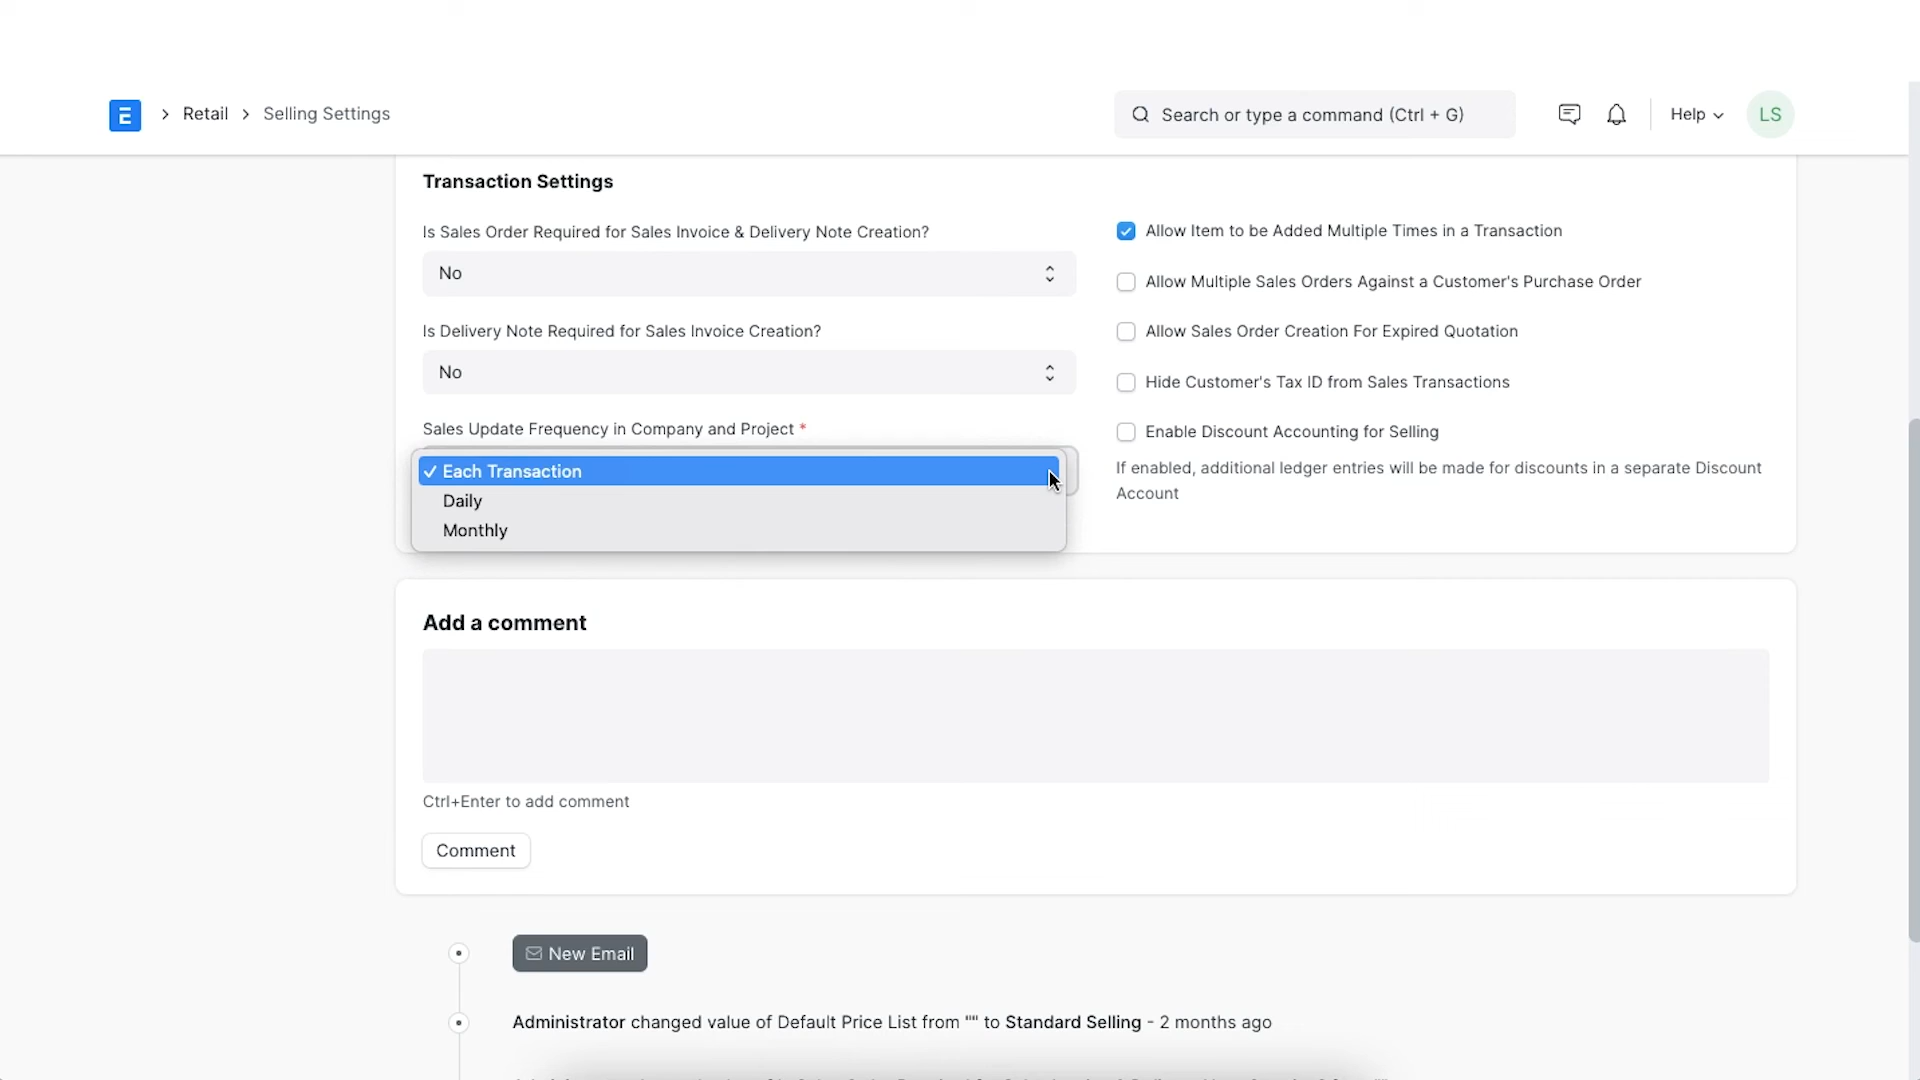 E > Retail > Selling Settings
Search or type a command (Ctrl + G)
Help
LS
Transaction Settings
Is Sales Order Required for Sales Invoice & Delivery Note Creation?
No
Is Delivery Note Required for Sales Invoice Creation?
No
Sales Update Frequency in Company and Project *
✓ Each Transaction
Daily
Monthly
Allow Item to be Added Multiple Times in a Transaction
Allow Multiple Sales Orders Against a Customer's Purchase Order
Allow Sales Order Creation For Expired Quotation
Hide Customer's Tax ID from Sales Transactions
Enable Discount Accounting for Selling
If enabled, additional ledger entries will be made for discounts in a separate Discount
Account
Add a comment
Ctrl+Enter to add comment
Comment
New Email
Administrator changed value of Default Price List from "" to Standard Selling - 2 months ago